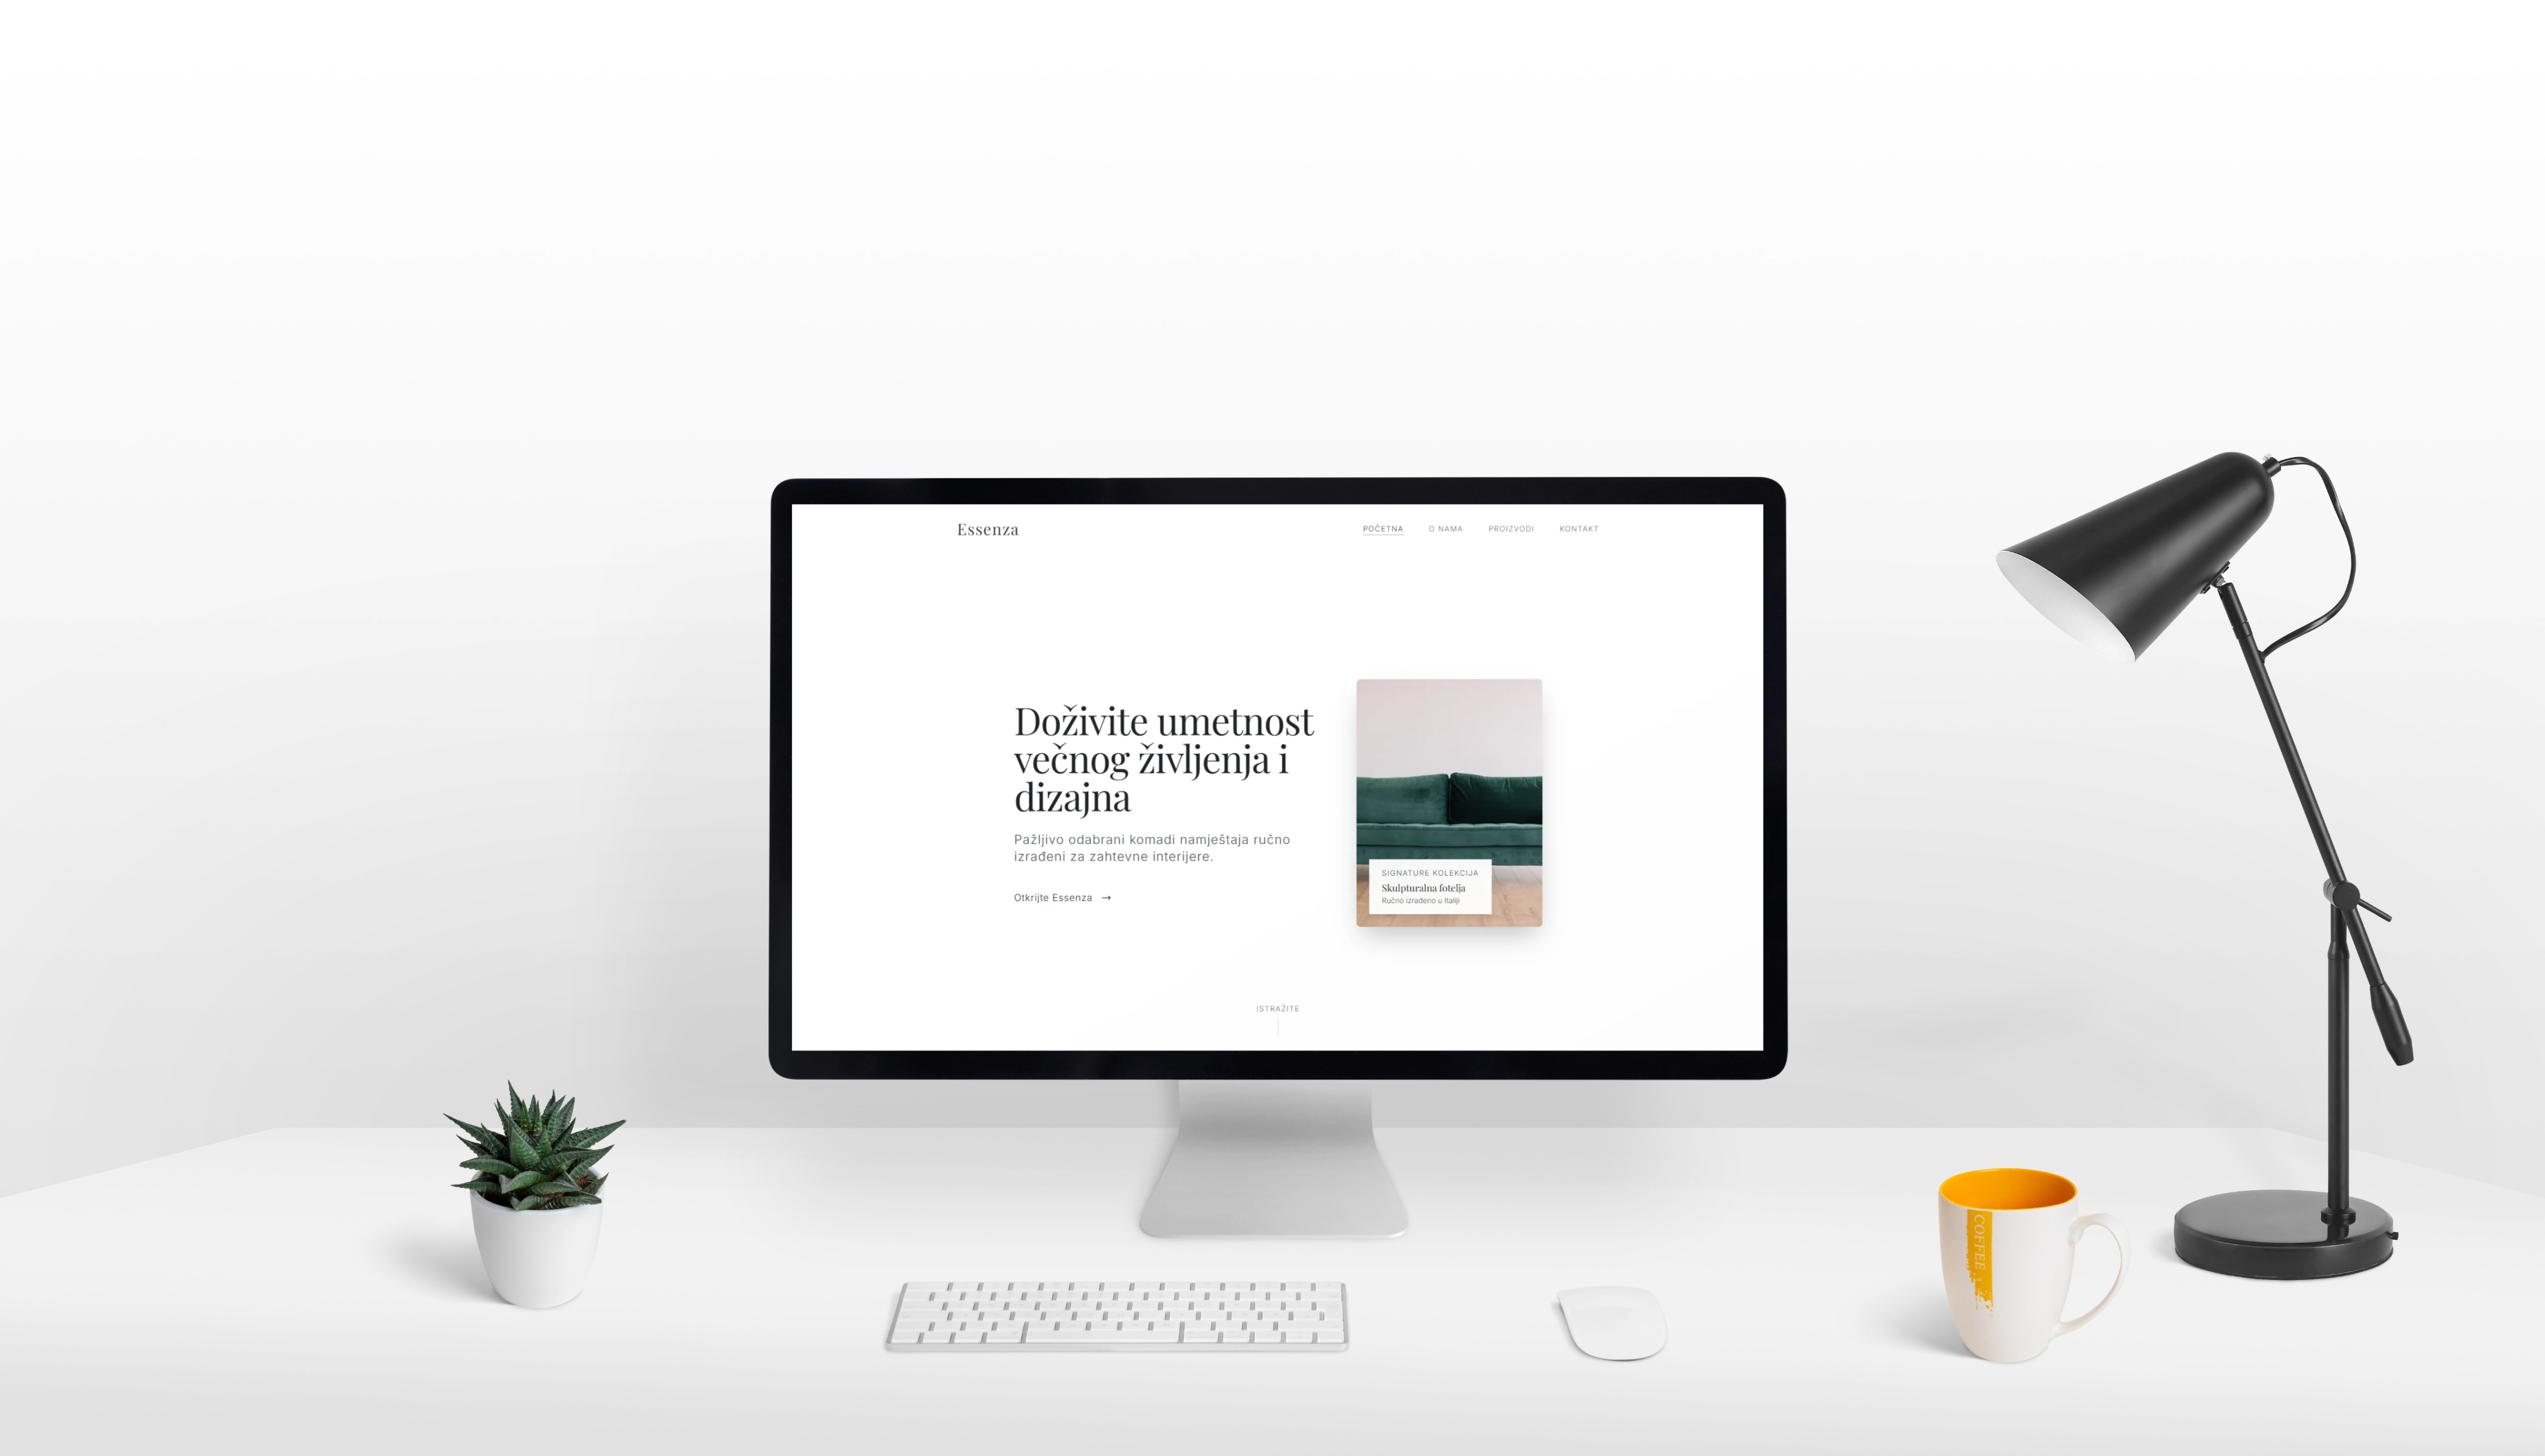 Essenza
POČETNA O NAMA PROIZVODI KONTAKT
Doživite umetnost
večnog življenja i
dizajna
Pažljivo odabrani komadi namještaja ručno
izrađeni za zahtevne interijere.
Otkrijte Essenza →
SIGNATURE KOLEKCIJA
Skulpturalna fotelja
Ručno izrađeno u Italiji
ISTRAŽITE
COFFEE